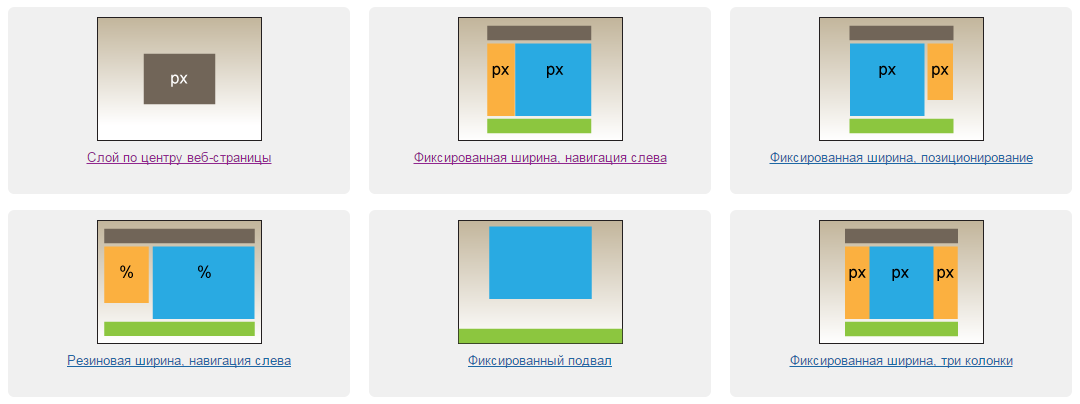 px
px px
px px
Слой по центру веб-страницы
Фиксированная ширина, навигация слева
Фиксированная ширина, позиционирование
% %
px px px
Резиновая ширина, навигация слева
Фиксированный подвал
Фиксированная ширина, три колонки